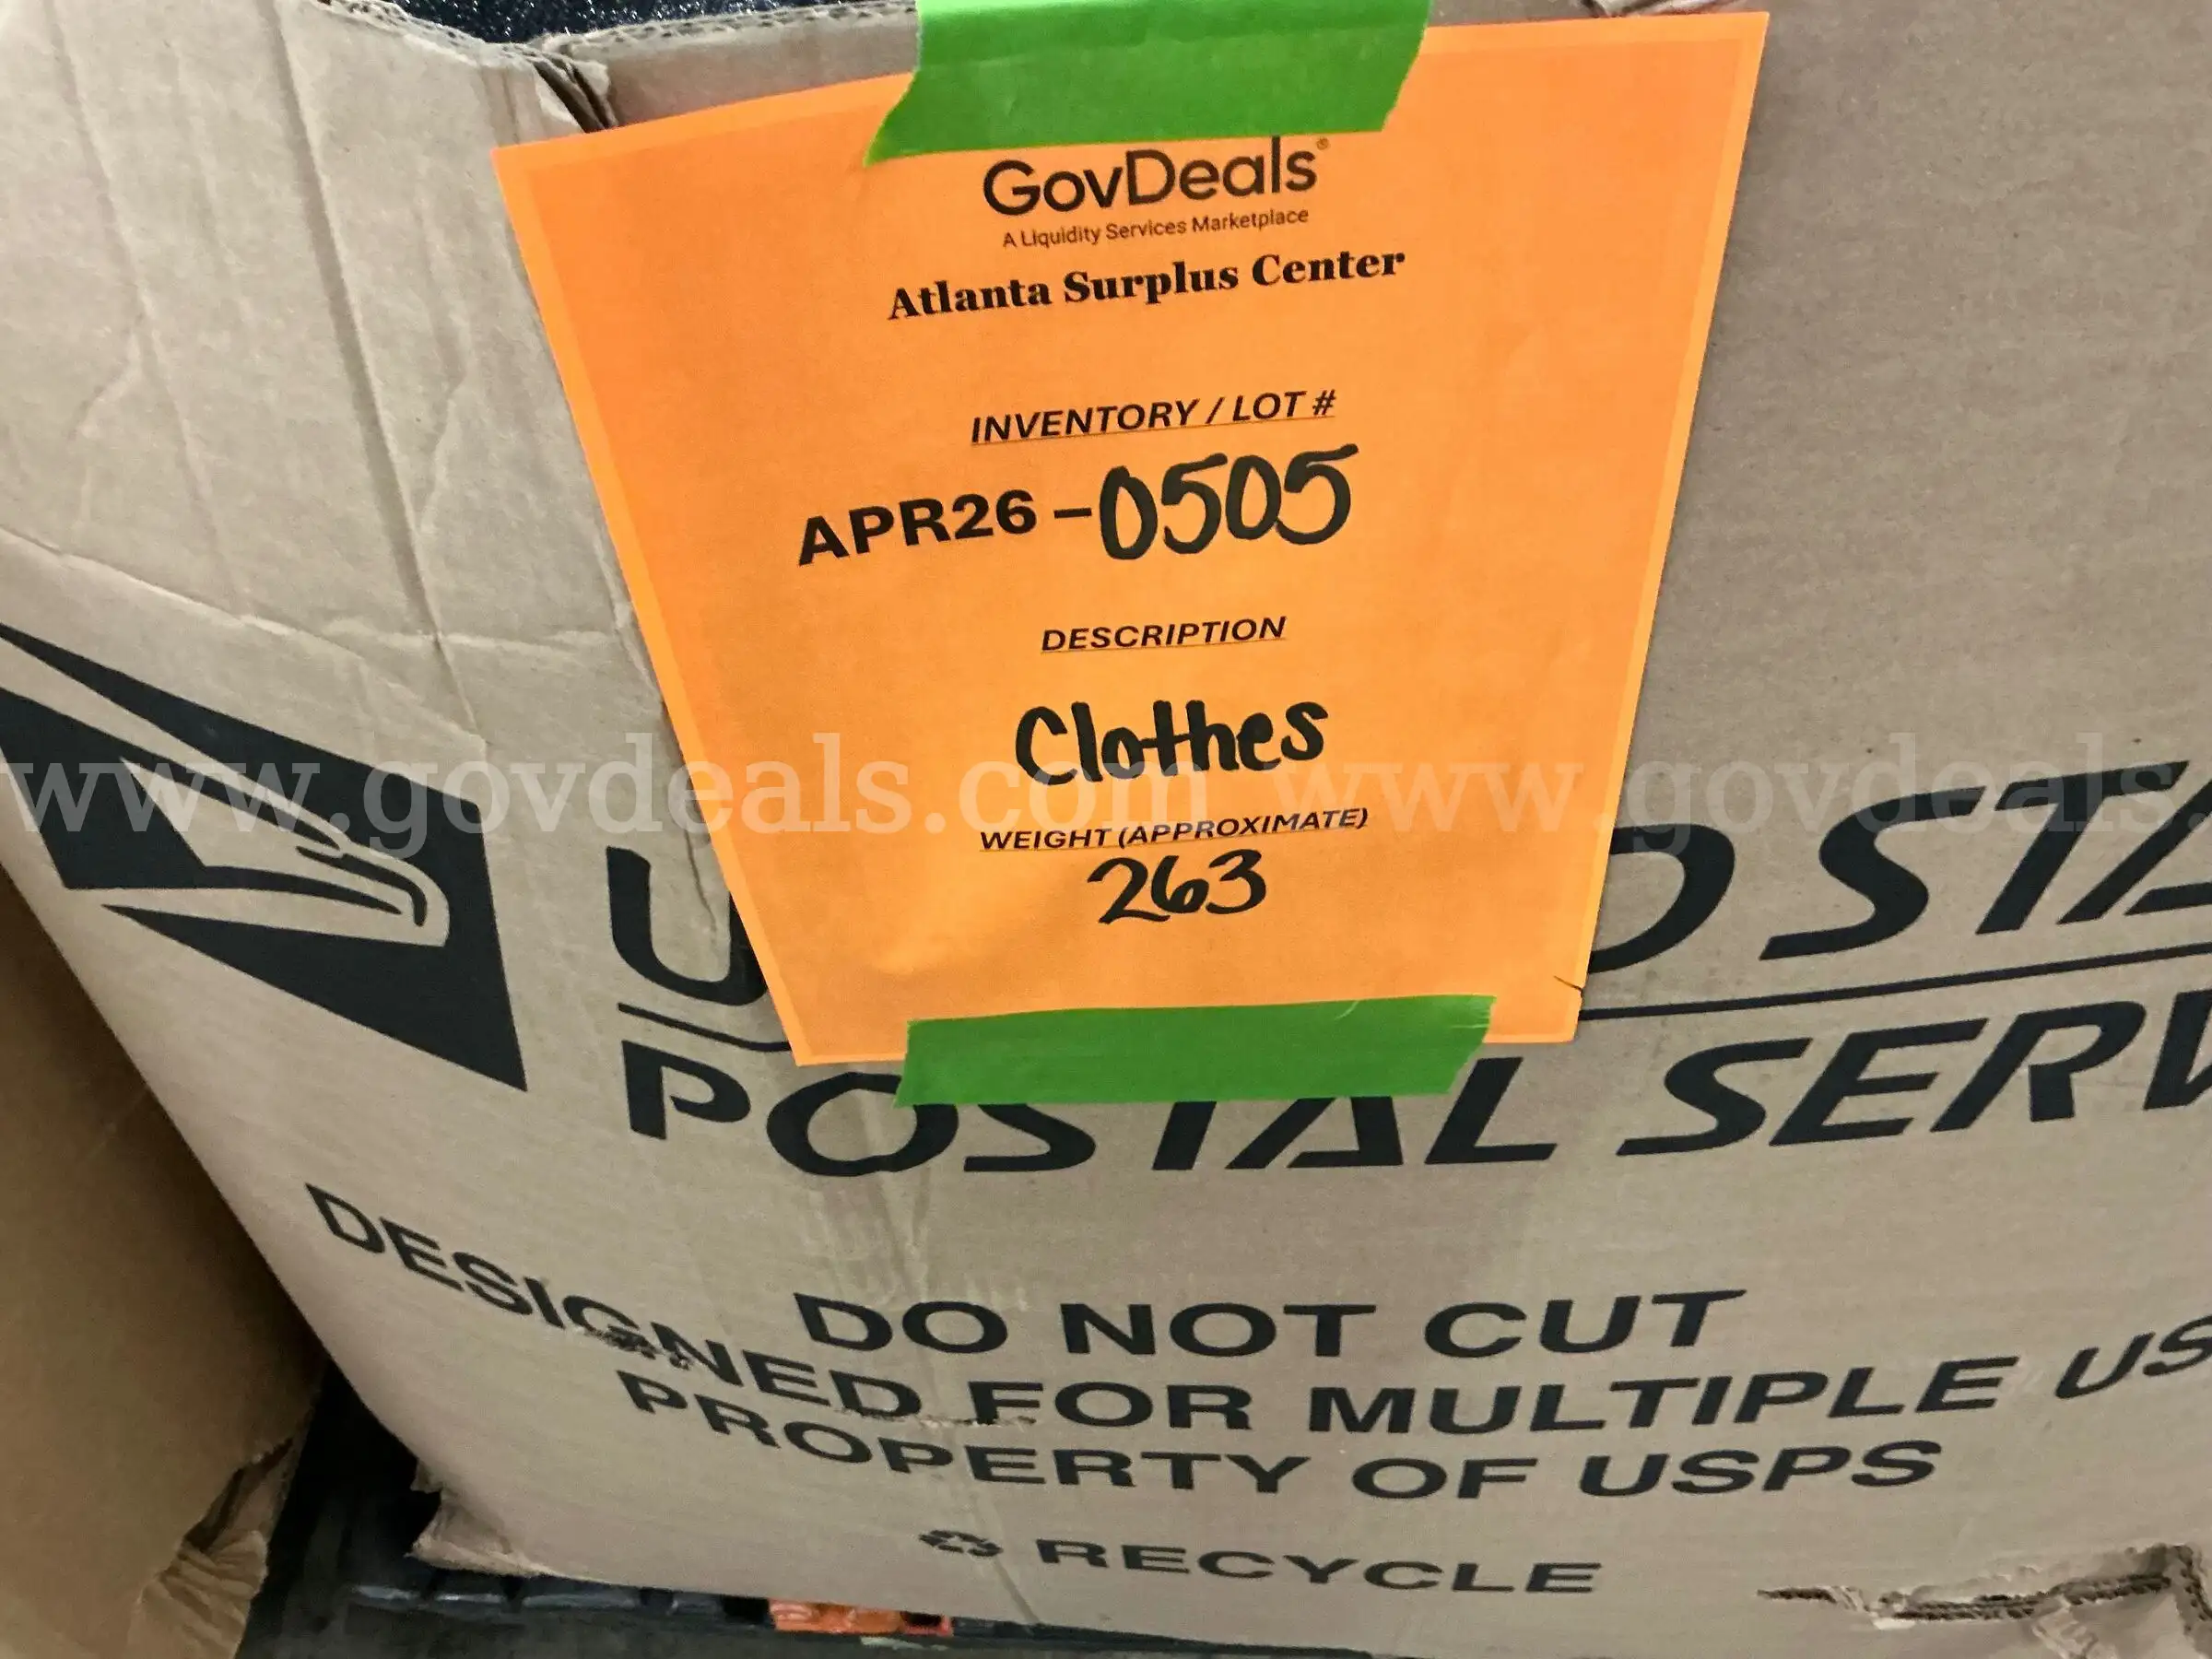 GovDeals®
A Liquidity Services Marketplace
Atlanta Surplus Center
INVENTORY / LOT #
APR26-0505
DESCRIPTION
Clothes
www.govdeals.com www.govdeals.
WEIGHT (APPROXIMATE)
263
POSTAL SERV
DO NOT CUT
DESIGNED FOR MULTIPLE US
PROPERTY OF USPS
RECYCLE